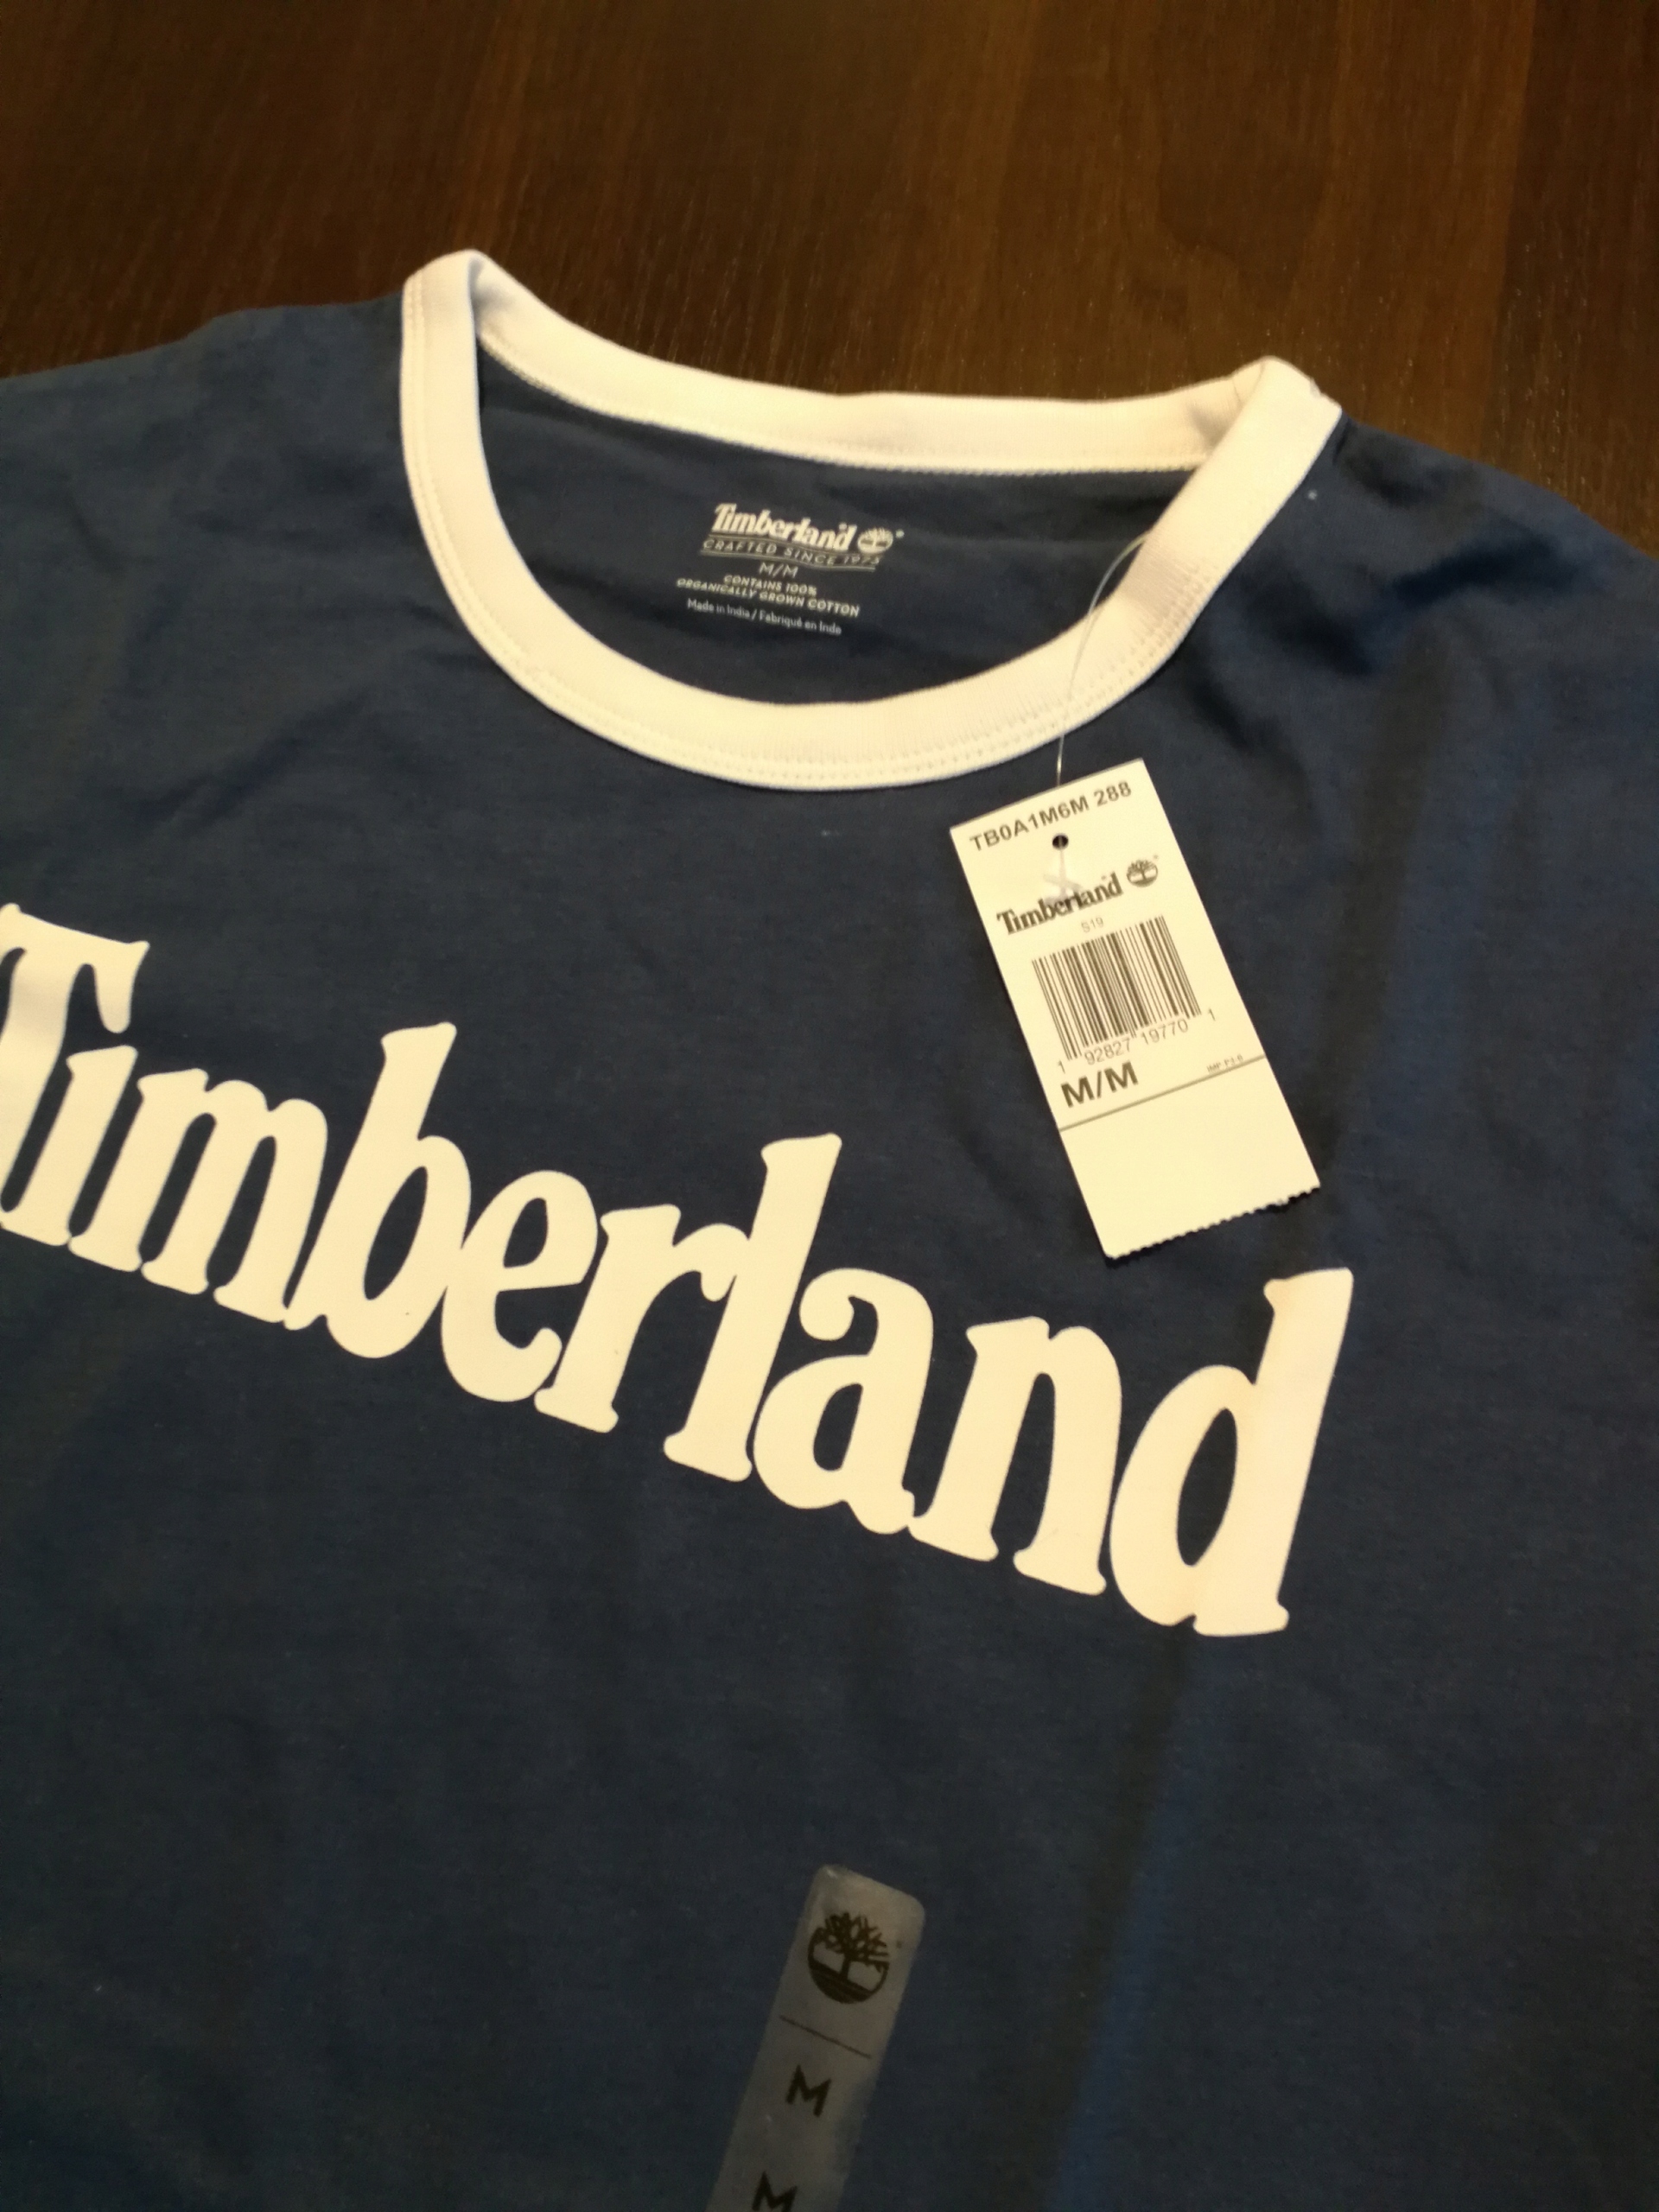 Timberland
CRAFTED SINCE 1973
M/M
CONTAINS 100%
ORGANICALLY GROWN COTTON
Made in India / Fabriqué en Inde
TB0A1M6M 288
Timberland
S19
1 92827 19770 1
M/M
Timberland
M
M